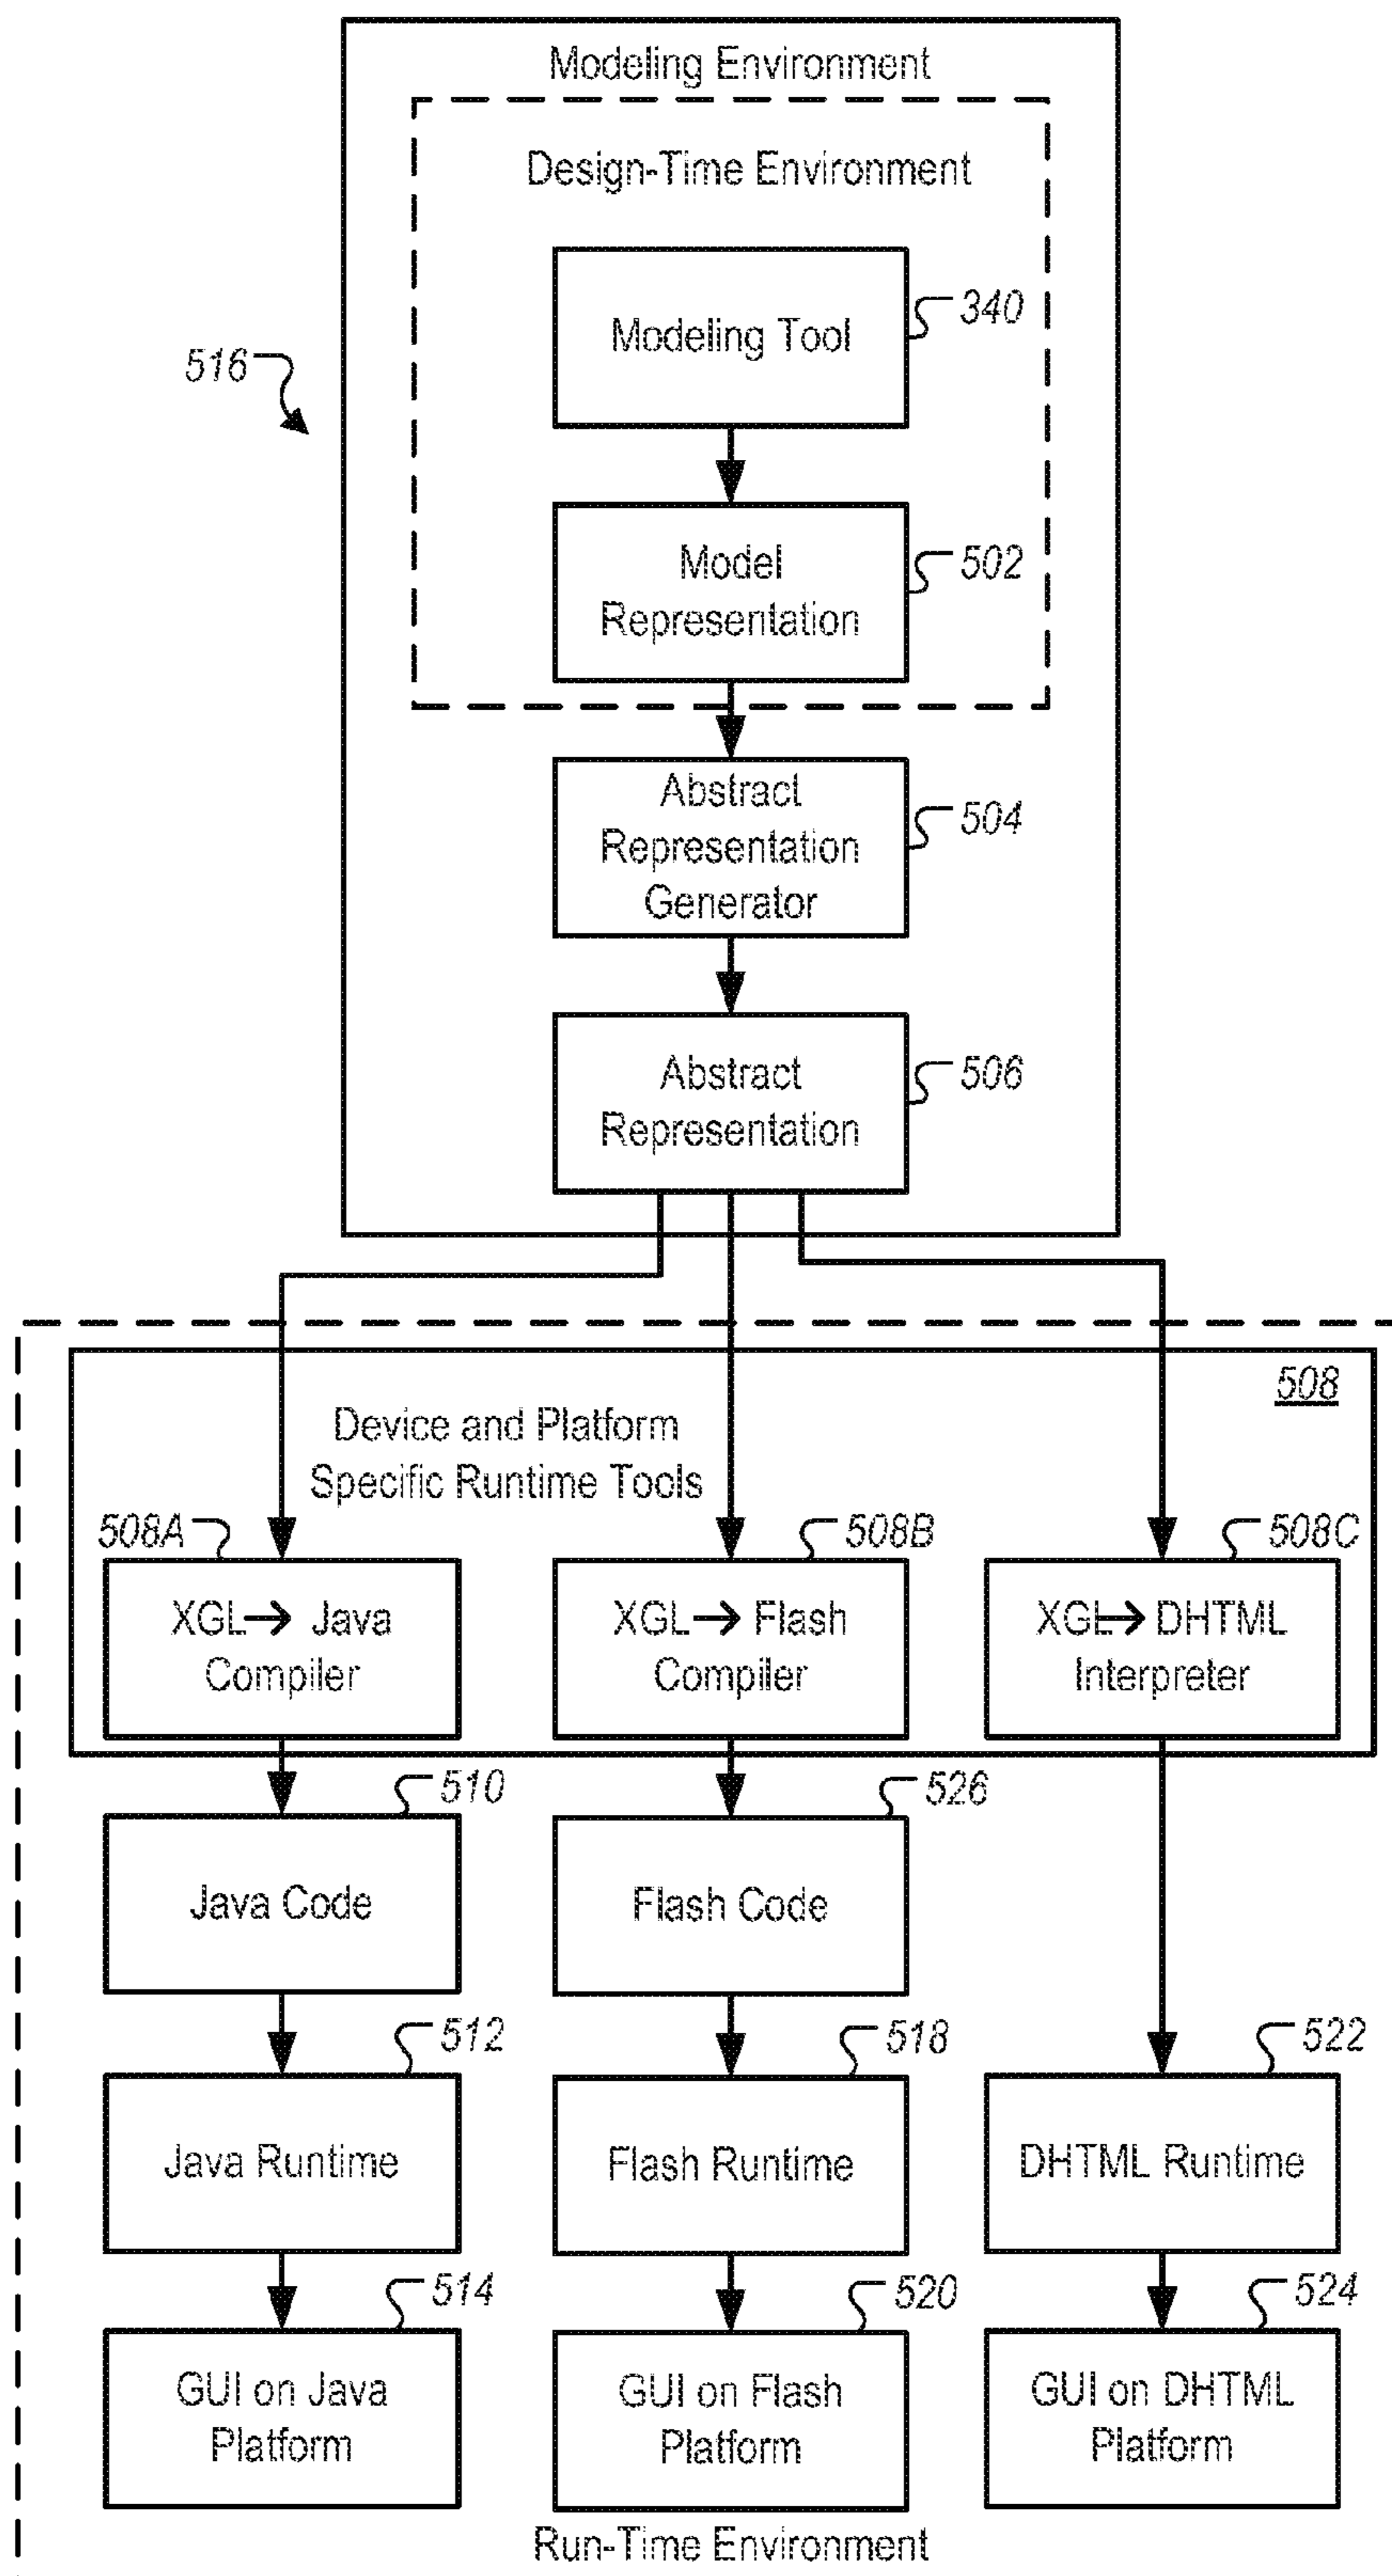 Modeling Environment
Design-Time Environment
Modeling Tool
340
516
Model
Representation
502
Abstract
Representation
Generator
504
Abstract
Representation
506
508
Device and Platform
Specific Runtime Tools
508A
508B
508C
XGL→ Java
Compiler
XGL→ Flash
Compiler
XGL→ DHTML
Interpreter
510
526
Java Code
Flash Code
512
518
522
Java Runtime
Flash Runtime
DHTML Runtime
514
520
524
GUI on Java
Platform
GUI on Flash
Platform
GUI on DHTML
Platform
Run-Time Environment